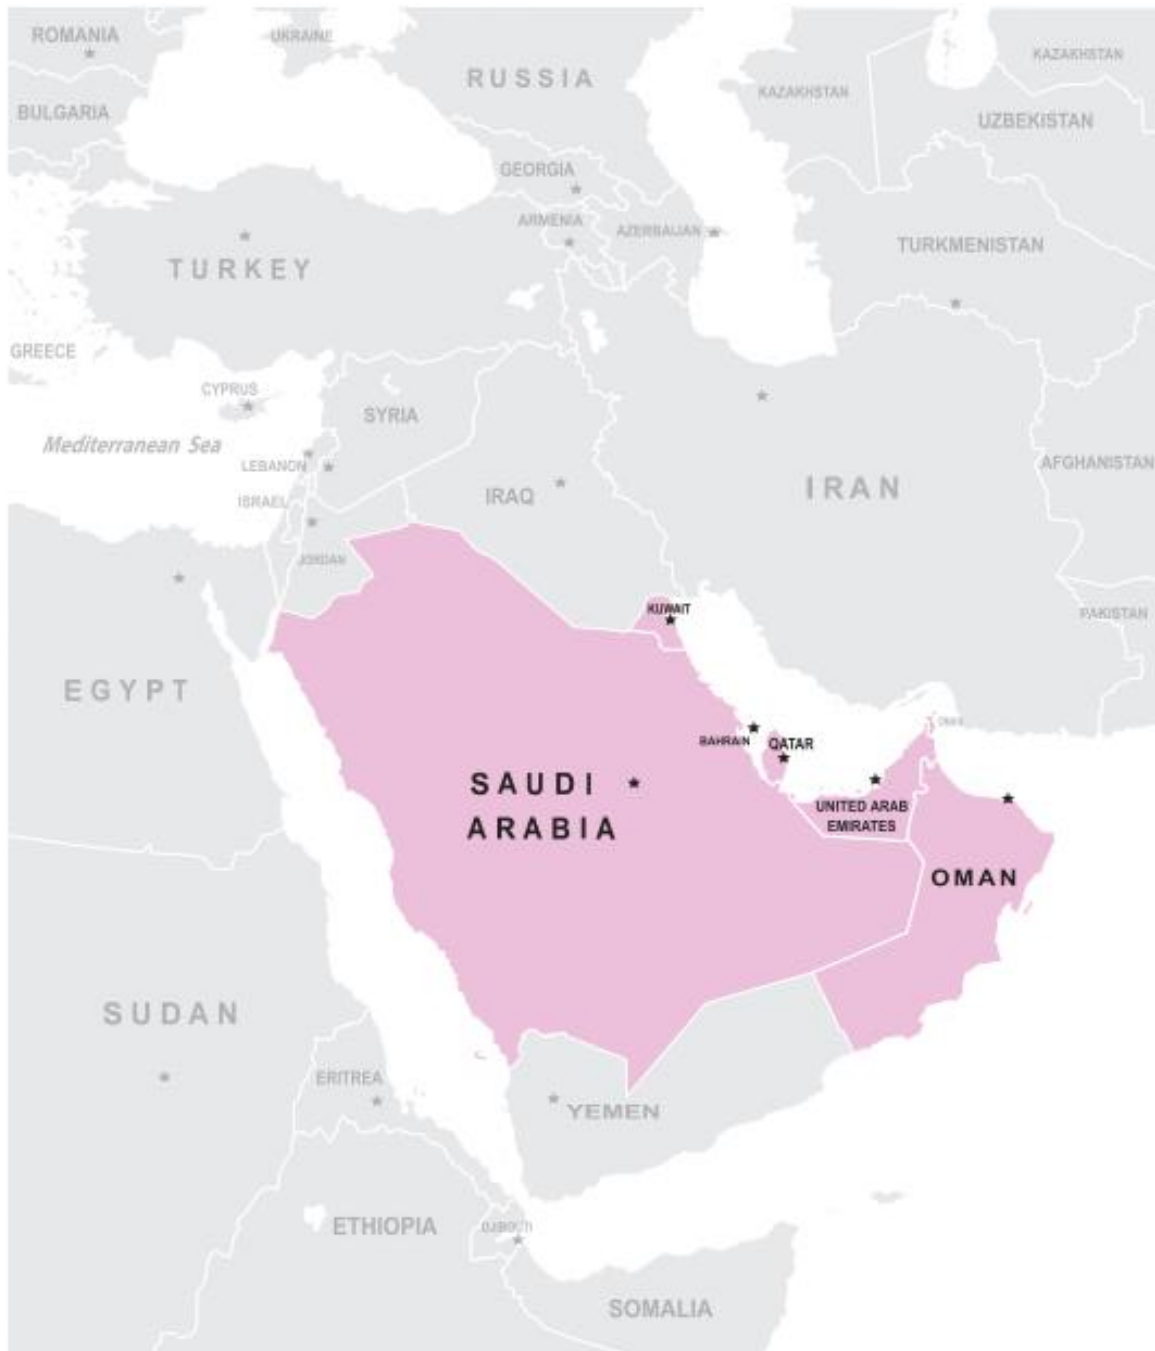 ROMANIA
UKRAINE
RUSSIA
KAZAKHSTAN
KAZAKHSTAN
BULGARIA
UZBEKISTAN
GEORGIA
ARMENIA
AZERBAIJAN
TURKMENISTAN
TURKEY
GREECE
CYPRUS
SYRIA
Mediterranean Sea
LEBANON
AFGHANISTAN
ISRAEL
IRAQ
IRAN
JORDAN
KUWAIT
PAKISTAN
EGYPT
OMAN
BAHRAIN
QATAR
SAUDI
ARABIA
UNITED ARAB
EMIRATES
OMAN
SUDAN
ERITREA
YEMEN
ETHIOPIA
DJIBOUTI
SOMALIA